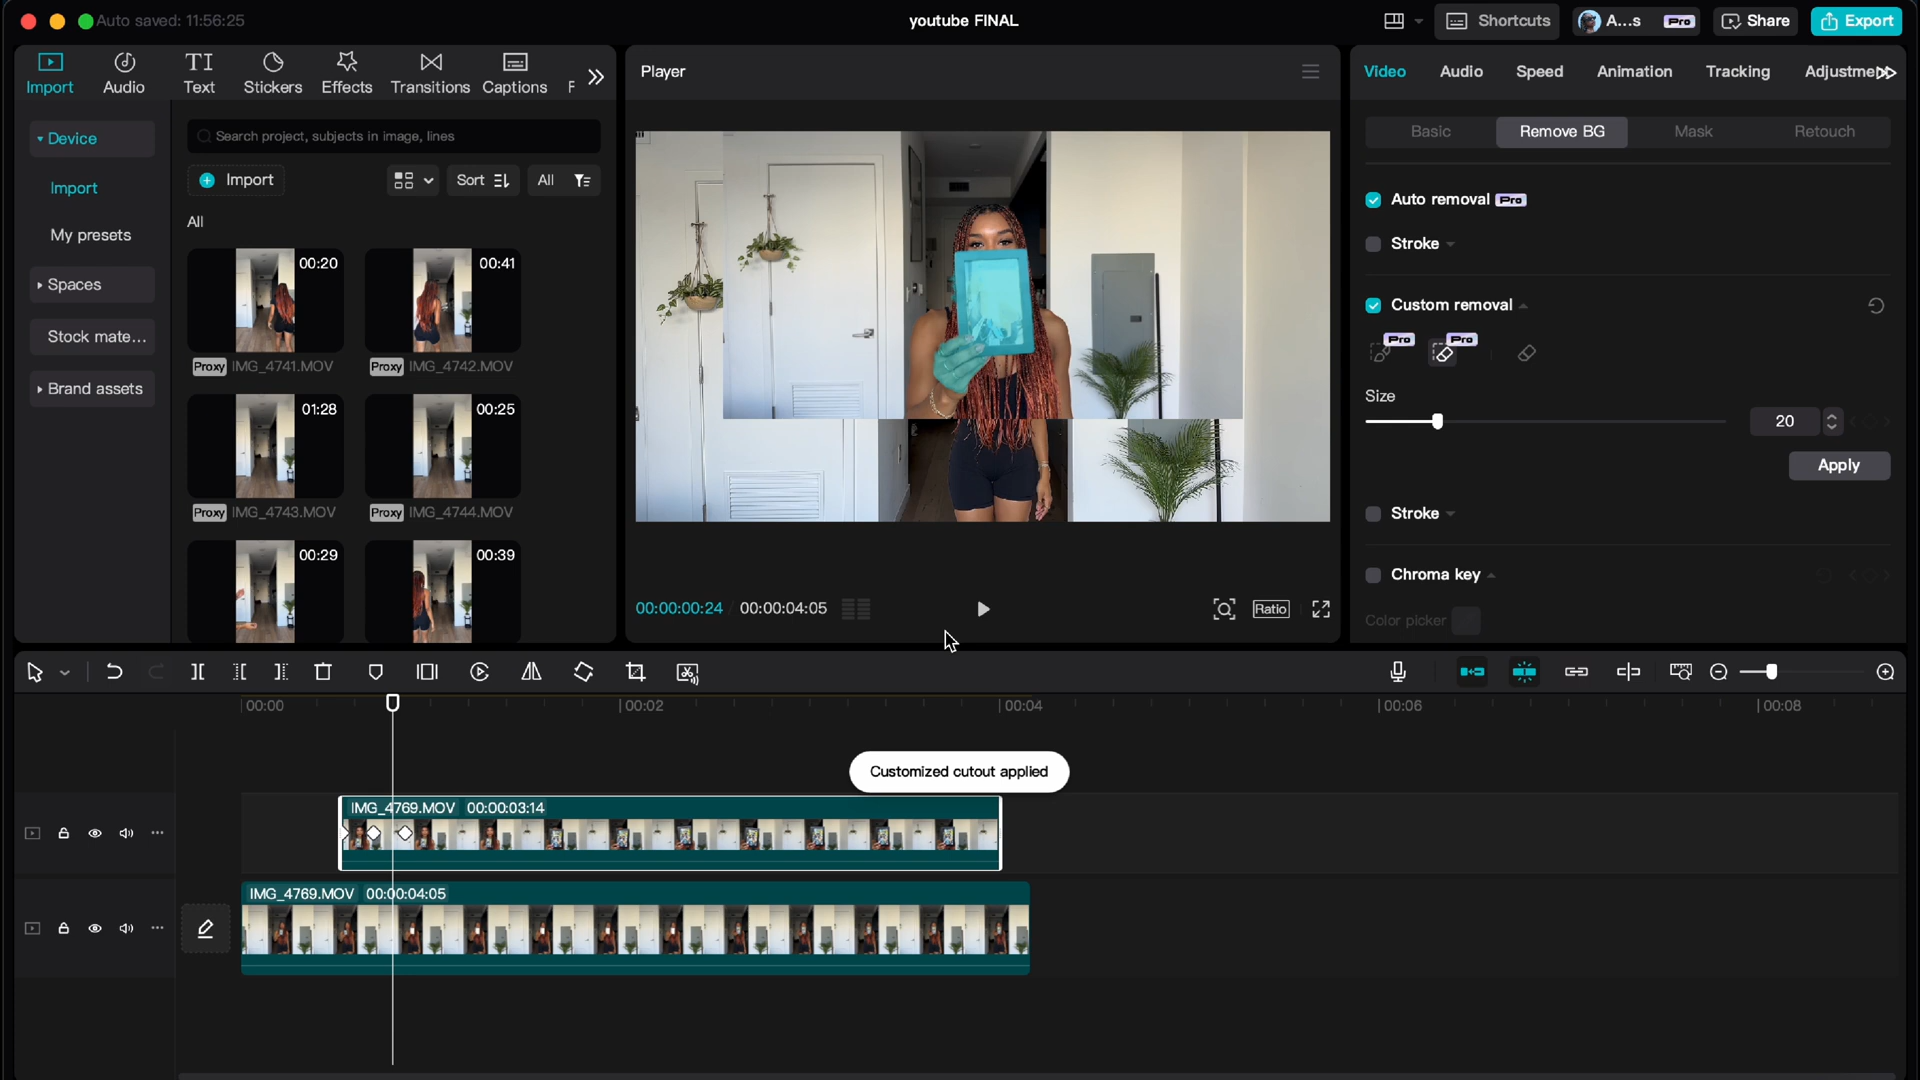 Auto saved: 11:56:25
youtube FINAL
Shortcuts
A...s
Pro
Share
Export
Import
Audio
Text
Stickers
Effects
Transitions
Captions
F
Player
Video
Audio
Speed
Animation
Tracking
Adjustme
Device
Import
My presets
Spaces
Stock mate...
Brand assets
Search project, subjects in image, lines
Import
Sort
All
All
00:20
00:41
Proxy IMG_4741.MOV
Proxy IMG_4742.MOV
01:28
00:25
Proxy IMG_4743.MOV
Proxy IMG_4744.MOV
00:29
00:39
00:00:00:24 / 00:00:04:05
Ratio
Basic
Remove BG
Mask
Retouch
Auto removal Pro
Stroke
Custom removal
Pro
Pro
Size
20
Apply
Stroke
Chroma key
Color picker
00:00
00:02
00:04
00:06
00:08
Customized cutout applied
IMG_4769.MOV 00:00:03:14
IMG_4769.MOV 00:00:04:05